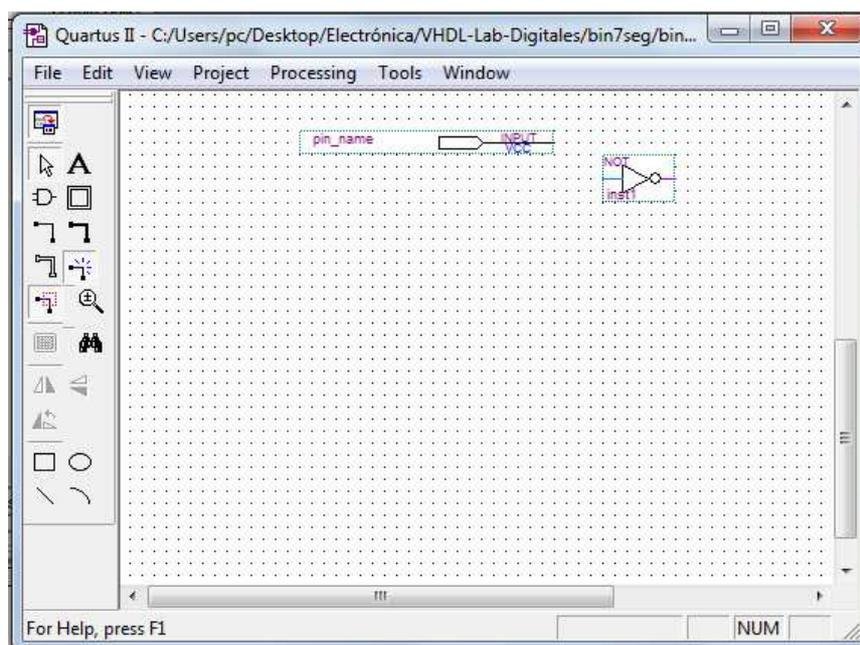 Quartus II - C:/Users/pc/Desktop/Electrónica/VHDL-Lab-Digitales/bin7seg/bin...
File Edit View Project Processing Tools Window
pin_name INPUT
VCC
NOT
inst1
For Help, press F1 NUM